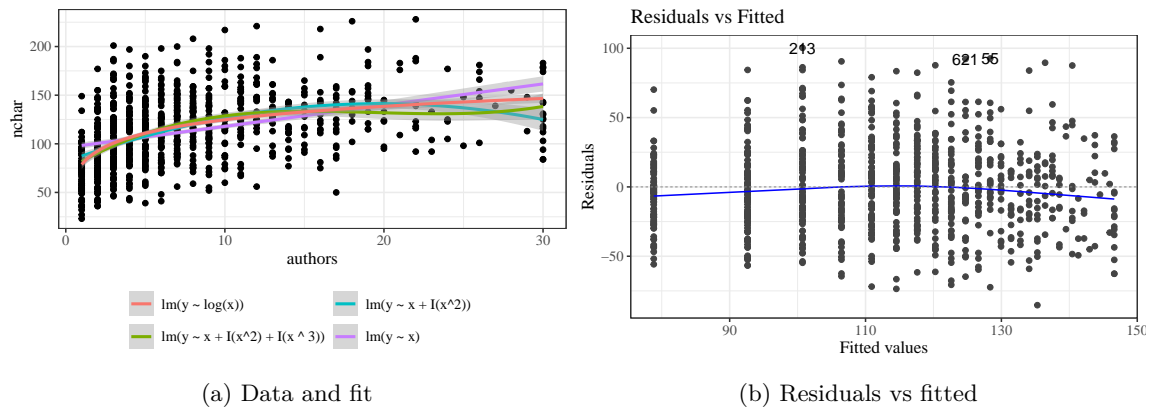 Residuals vs Fitted
200
150
100
50
nchar
0
10
20
30
authors
lm(y ~ log(x))
lm(y ~ x + I(x^2))
lm(y ~ x + I(x^2) + I(x ^ 3))
lm(y ~ x)
100
50
0
−50
Residuals
213
55
90
110
130
150
Fitted values
(a) Data and fit
(b) Residuals vs fitted